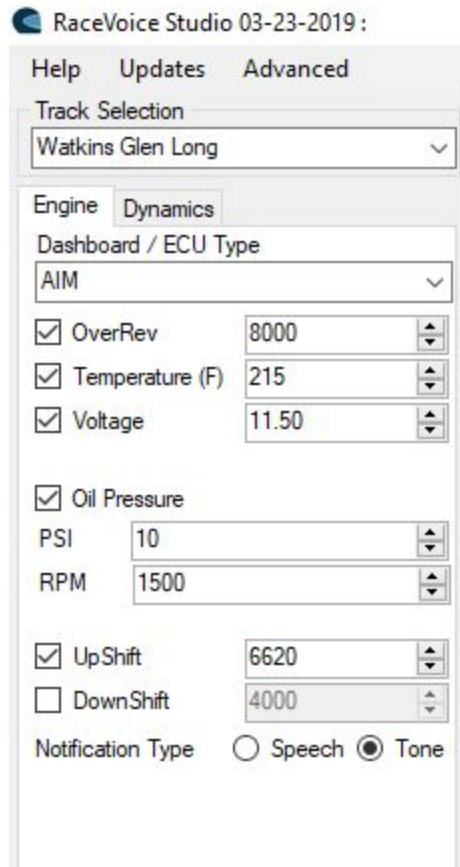 RaceVoice Studio 03-23-2019 :
Help Updates Advanced
Track Selection
Watkins Glen Long
Engine Dynamics
Dashboard / ECU Type
AIM
OverRev 8000
Temperature (F) 215
Voltage 11.50
Oil Pressure
PSI 10
RPM 1500
UpShift 6620
DownShift 4000
Notification Type Speech Tone